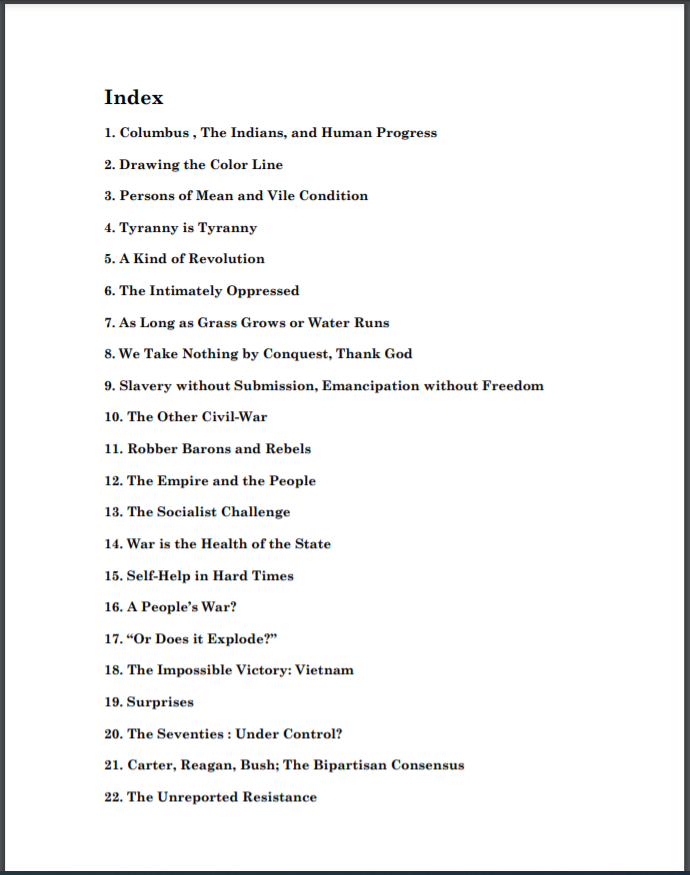 Index
1. Columbus , The Indians, and Human Progress
2. Drawing the Color Line
3. Persons of Mean and Vile Condition
4. Tyranny is Tyranny
5. A Kind of Revolution
6. The Intimately Oppressed
7. As Long as Grass Grows or Water Runs
8. We Take Nothing by Conquest, Thank God
9. Slavery without Submission, Emancipation without Freedom
10. The Other Civil-War
11. Robber Barons and Rebels
12. The Empire and the People
13. The Socialist Challenge
14. War is the Health of the State
15. Self-Help in Hard Times
16. A People’s War?
17. “Or Does it Explode?”
18. The Impossible Victory: Vietnam
19. Surprises
20. The Seventies : Under Control?
21. Carter, Reagan, Bush; The Bipartisan Consensus
22. The Unreported Resistance